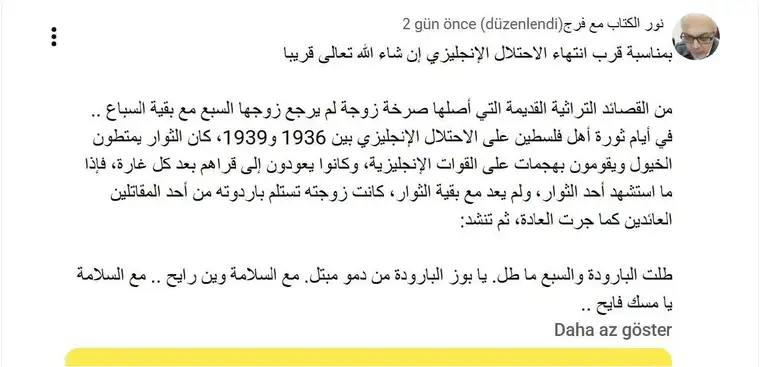 نور الكتاب مع فرج 2 gün önce (düzenlendi)
بمناسبة قرب انتهاء الاحتلال الإنجليزي إن شاء الله تعالى قريبا
من القصائد التراثية القديمة التي أصلها صرخة زوجة لم يرجع زوجها السبع مع بقية السباع ..
في أيام ثورة أهل فلسطين على الاحتلال الإنجليزي بين 1936 و1939، كان الثوار يمتطون
الخيول ويقومون بهجمات على القوات الإنجليزية، وكانوا يعودون إلى قراهم بعد كل غارة، فإذا
ما استشهد أحد الثوار، ولم يعد مع بقية الثوار، كانت زوجته تستلم باردوته من أحد المقاتلين
العائدين كما جرت العادة، ثم تنشد:
طلت البارودة والسبع ما طل. يا بوز البارودة من دمو مبتل. مع السلامة وين رايح .. مع السلامة
يا مسك فايح ..
Daha az göster